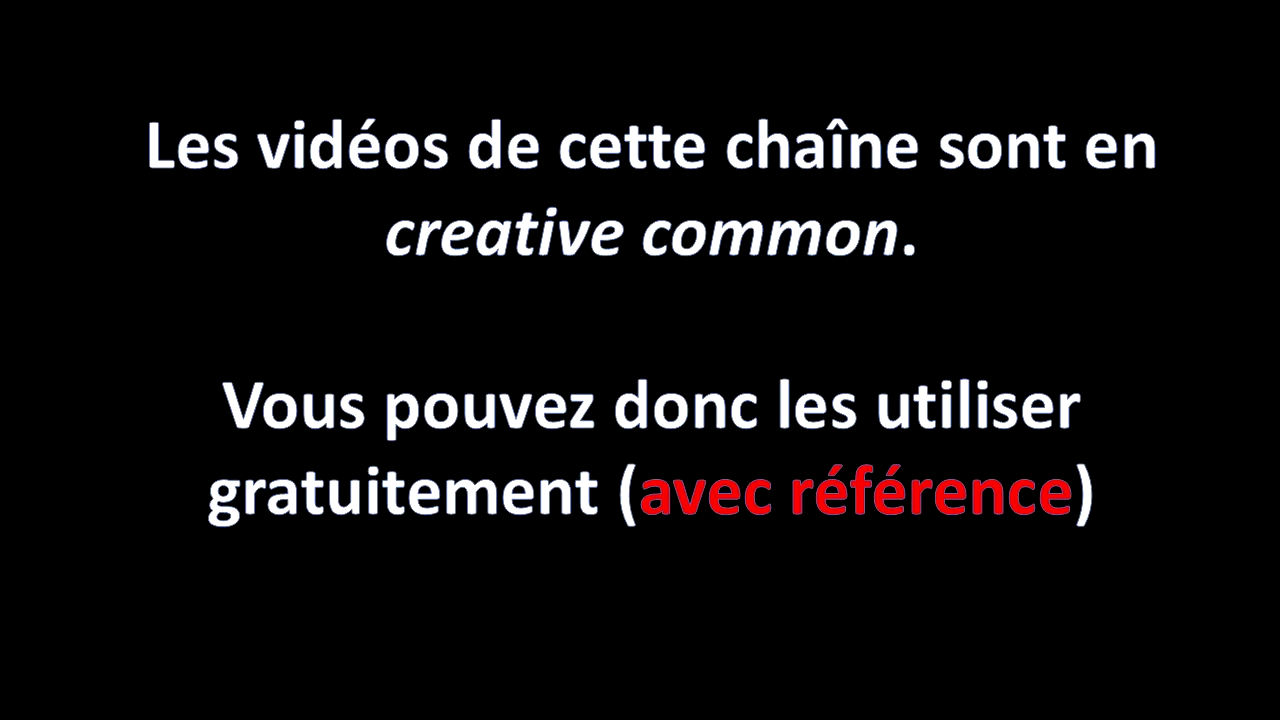 Les vidéos de cette chaîne sont en
creative common.
Vous pouvez donc les utiliser
gratuitement (avec référence)